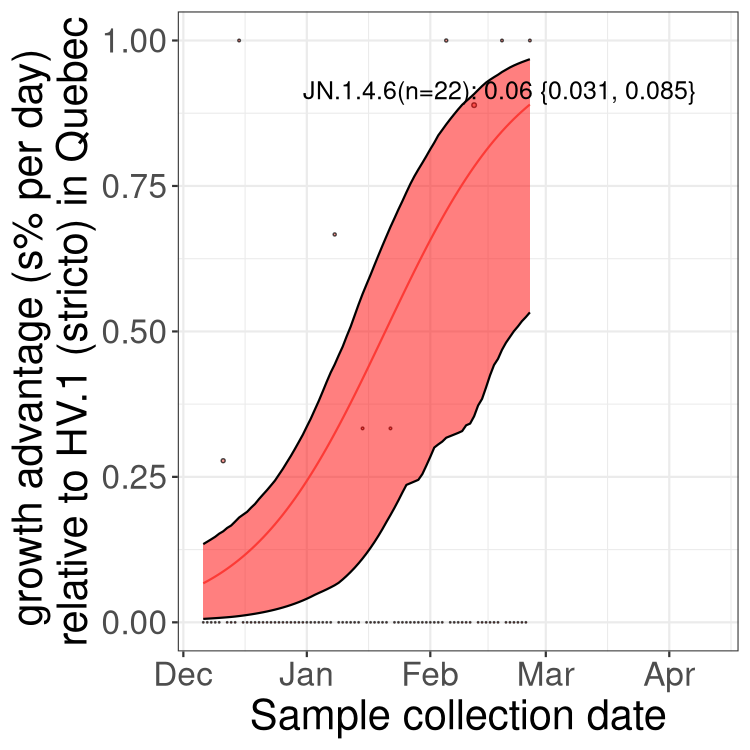 growth advantage (s% per day)
relative to HV.1 (stricto) in Quebec
1.00
0.75
0.50
0.25
0.00
JN.1.4.6(n=22): 0.06 {0.031, 0.085}
Dec Jan Feb Mar Apr
Sample collection date